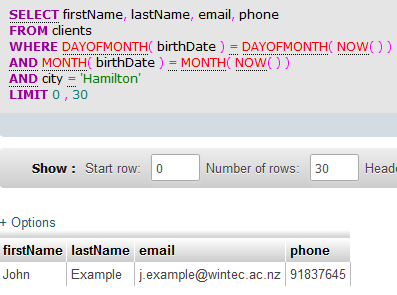 SELECT firstName, lastName, email, phone
FROM clients
WHERE DAYOFMONTH( birthDate ) = DAYOFMONTH( NOW( ) )
AND MONTH( birthDate ) = MONTH( NOW( ) )
AND city = 'Hamilton'
LIMIT 0 , 30
Show : Start row: 0 Number of rows: 30 Heade
+ Options
firstName lastName email phone
John Example j.example@wintec.ac.nz 91837645